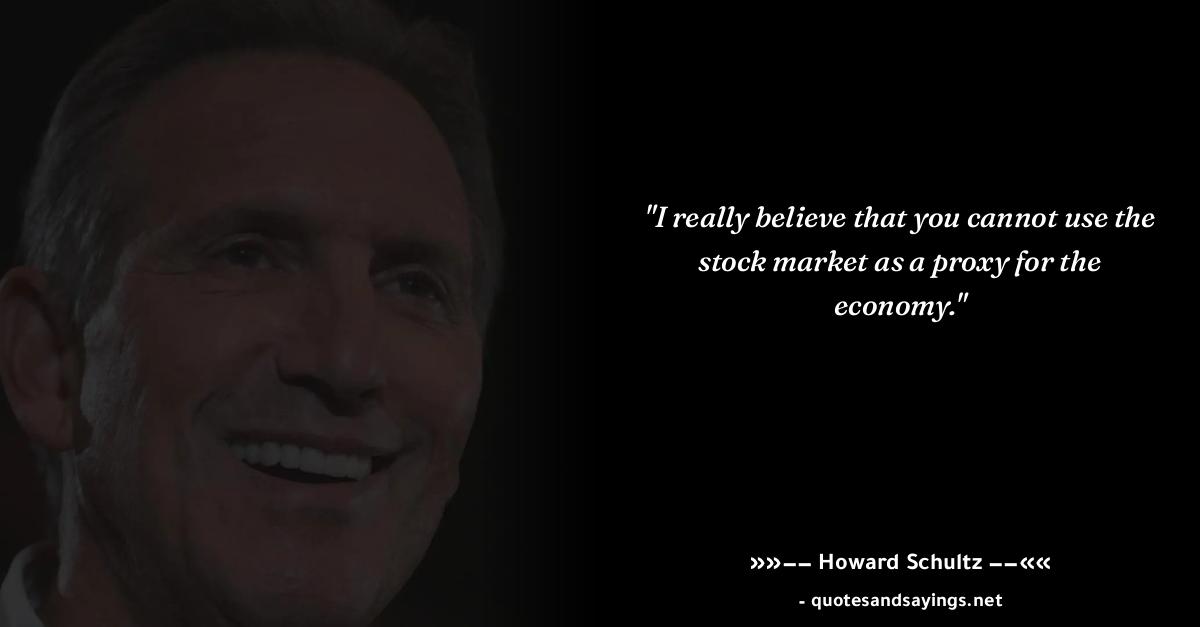 "I really believe that you cannot use the
stock market as a proxy for the
economy."
»»−− Howard Schultz −−««
- quotesandsayings.net